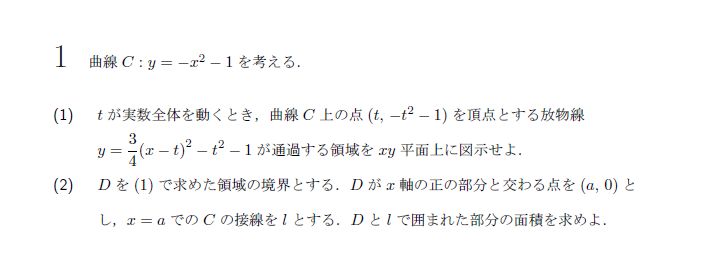 1 曲線 C : y = −x² − 1 を考える.
(1) t が実数全体を動くとき, 曲線 C 上の点 (t, −t² − 1) を頂点とする放物線
y = 3/4 (x − t)² − t² − 1 が通過する領域を xy 平面上に図示せよ.
(2) D を (1) で求めた領域の境界とする. D が x 軸の正の部分と交わる点を (a, 0) と
し, x = a での C の接線を l とする. D と l で囲まれた部分の面積を求めよ.